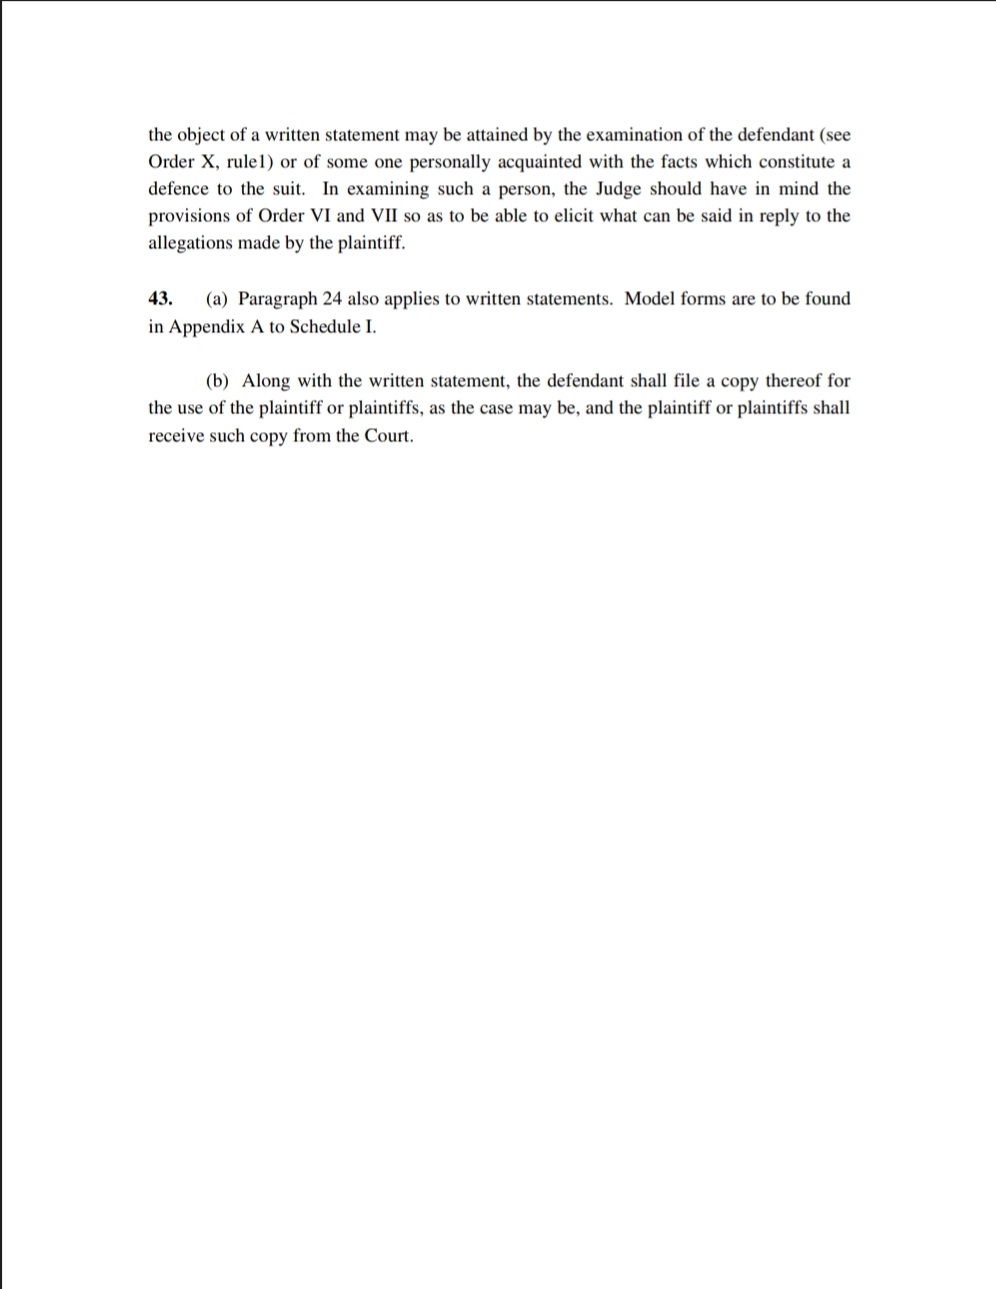 the object of a written statement may be attained by the examination of the defendant (see
Order X, rule1) or of some one personally acquainted with the facts which constitute a
defence to the suit. In examining such a person, the Judge should have in mind the
provisions of Order VI and VII so as to be able to elicit what can be said in reply to the
allegations made by the plaintiff.
43. (a) Paragraph 24 also applies to written statements. Model forms are to be found
in Appendix A to Schedule I.
(b) Along with the written statement, the defendant shall file a copy thereof for
the use of the plaintiff or plaintiffs, as the case may be, and the plaintiff or plaintiffs shall
receive such copy from the Court.